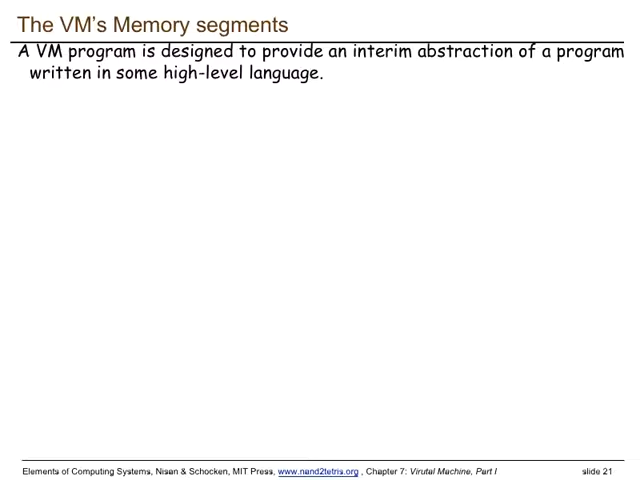 The VM’s Memory segments
A VM program is designed to provide an interim abstraction of a program
written in some high-level language.
Elements of Computing Systems, Nisan & Schocken, MIT Press, www.nand2tetris.org , Chapter 7: Virutal Machine, Part I slide 21